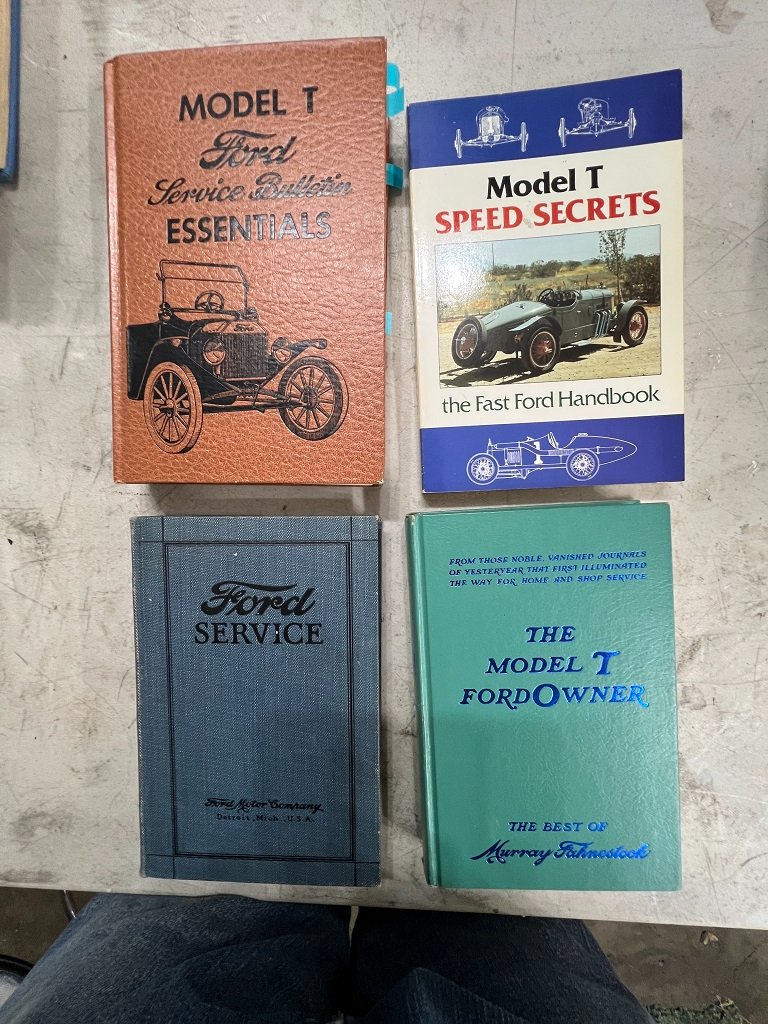 MODEL T
Ford
Service Bulletin
ESSENTIALS
Ford
Model T
SPEED SECRETS
the Fast Ford Handbook
1
Ford
SERVICE
Ford Motor Company
Detroit, Mich., U.S.A.
FROM THOSE NOBLE, VANISHED JOURNALS
OF YESTERYEAR THAT FIRST ILLUMINATED
THE WAY FOR HOME AND SHOP SERVICE
THE
MODEL T
FORDOWNER
THE BEST OF
Murray Fahnestock